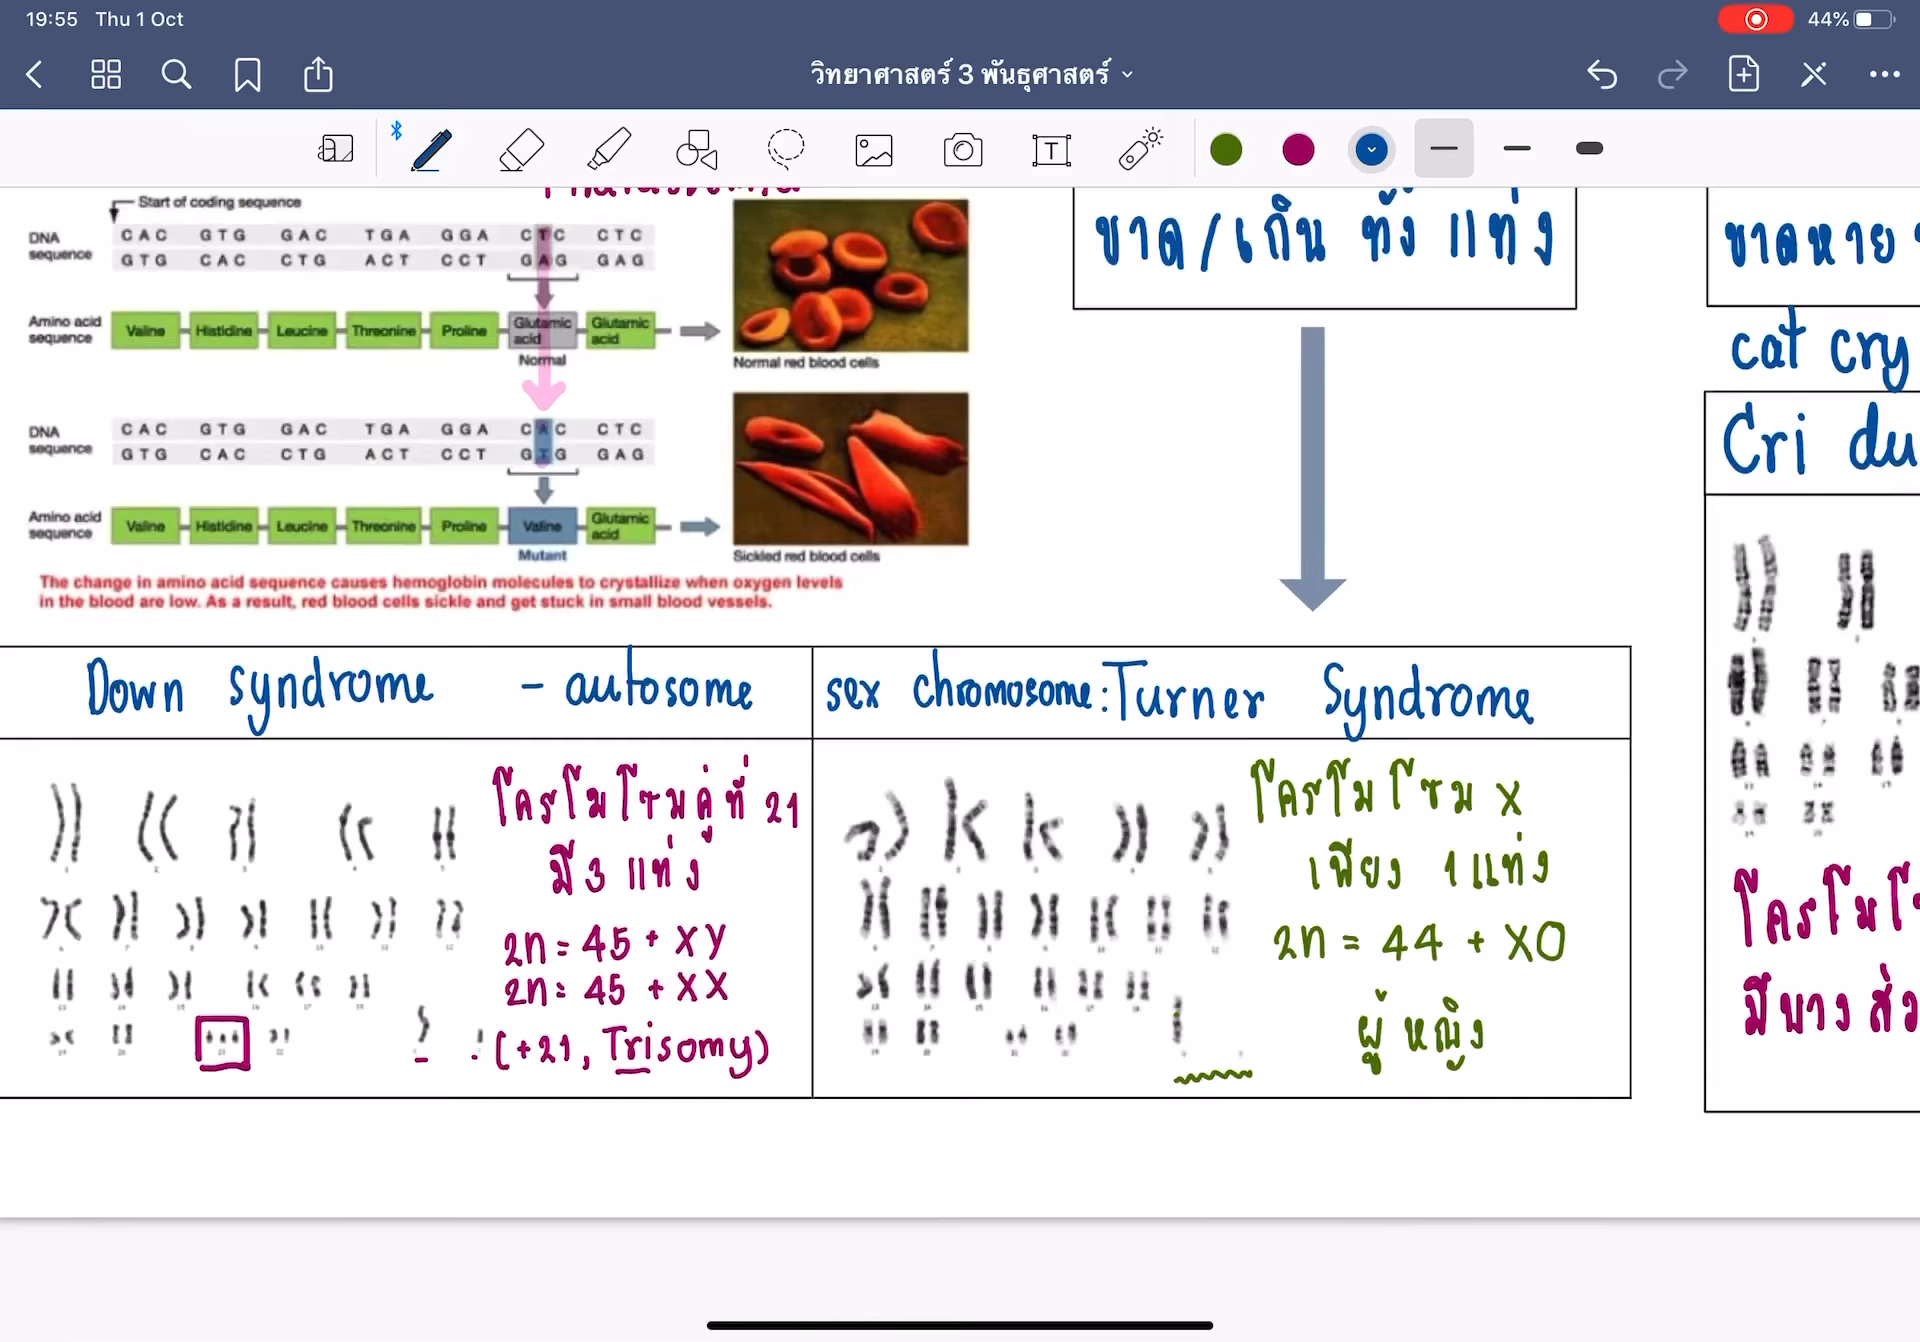 19:55 Thu 1 Oct
44%
วิทยาศาสตร์ 3 พันธุศาสตร์
Start of coding sequence
DNA sequence
CAC GTG GAC TGA GGA CTC CTC
GTG CAC CTG ACT CCT GAG GAG
Amino acid sequence
Valine Histidine Leucine Threonine Proline Glutamic acid Glutamic acid
Normal
Normal red blood cells
DNA sequence
CAC GTG GAC TGA GGA CAC CTC
GTG CAC CTG ACT CCT GTG GAG
Amino acid sequence
Valine Histidine Leucine Threonine Proline Valine Glutamic acid
Mutant
Sickled red blood cells
The change in amino acid sequence causes hemoglobin molecules to crystallize when oxygen levels
in the blood are low. As a result, red blood cells sickle and get stuck in small blood vessels.
ขาด/เกิน ทั้งแท่ง
ขาดหาย
cat cry
Cri du
Down syndrome - autosome
sex chromosome: Turner Syndrome
โครโมโซมคู่ที่ 21
มี 3 แท่ง
2n = 45 + XY
2n = 45 + XX
(+21, Trisomy)
โครโมโซม X
เพียง 1 แท่ง
2n = 44 + XO
ผู้หญิง
มีบางส่ว